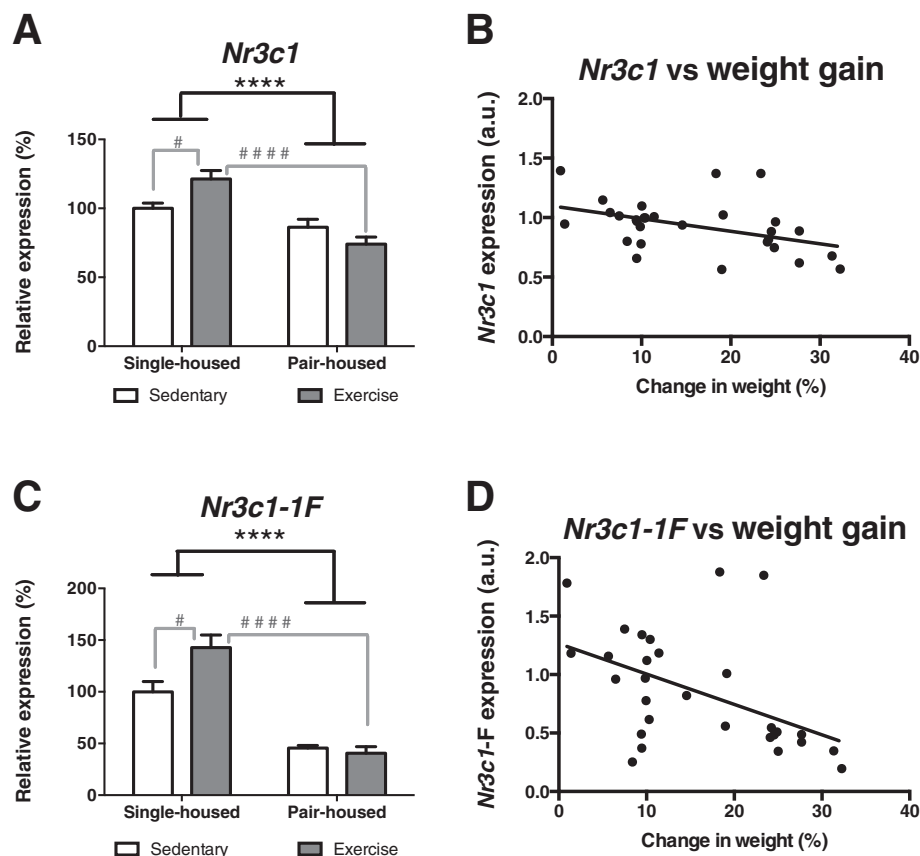 A
Nr3c1
****
#
# # # #
Relative expression (%)
150
100
50
0
Single-housed Pair-housed
Sedentary Exercise
B
Nr3c1 vs weight gain
Nr3c1 expression (a.u.)
2.0
1.5
1.0
0.5
0.0
0 10 20 30 40
Change in weight (%)
C
Nr3c1-1F
****
#
# # # #
Relative expression (%)
200
150
100
50
0
Single-housed Pair-housed
Sedentary Exercise
D
Nr3c1-1F vs weight gain
Nr3c1-F expression (a.u.)
2.0
1.5
1.0
0.5
0.0
0 10 20 30 40
Change in weight (%)